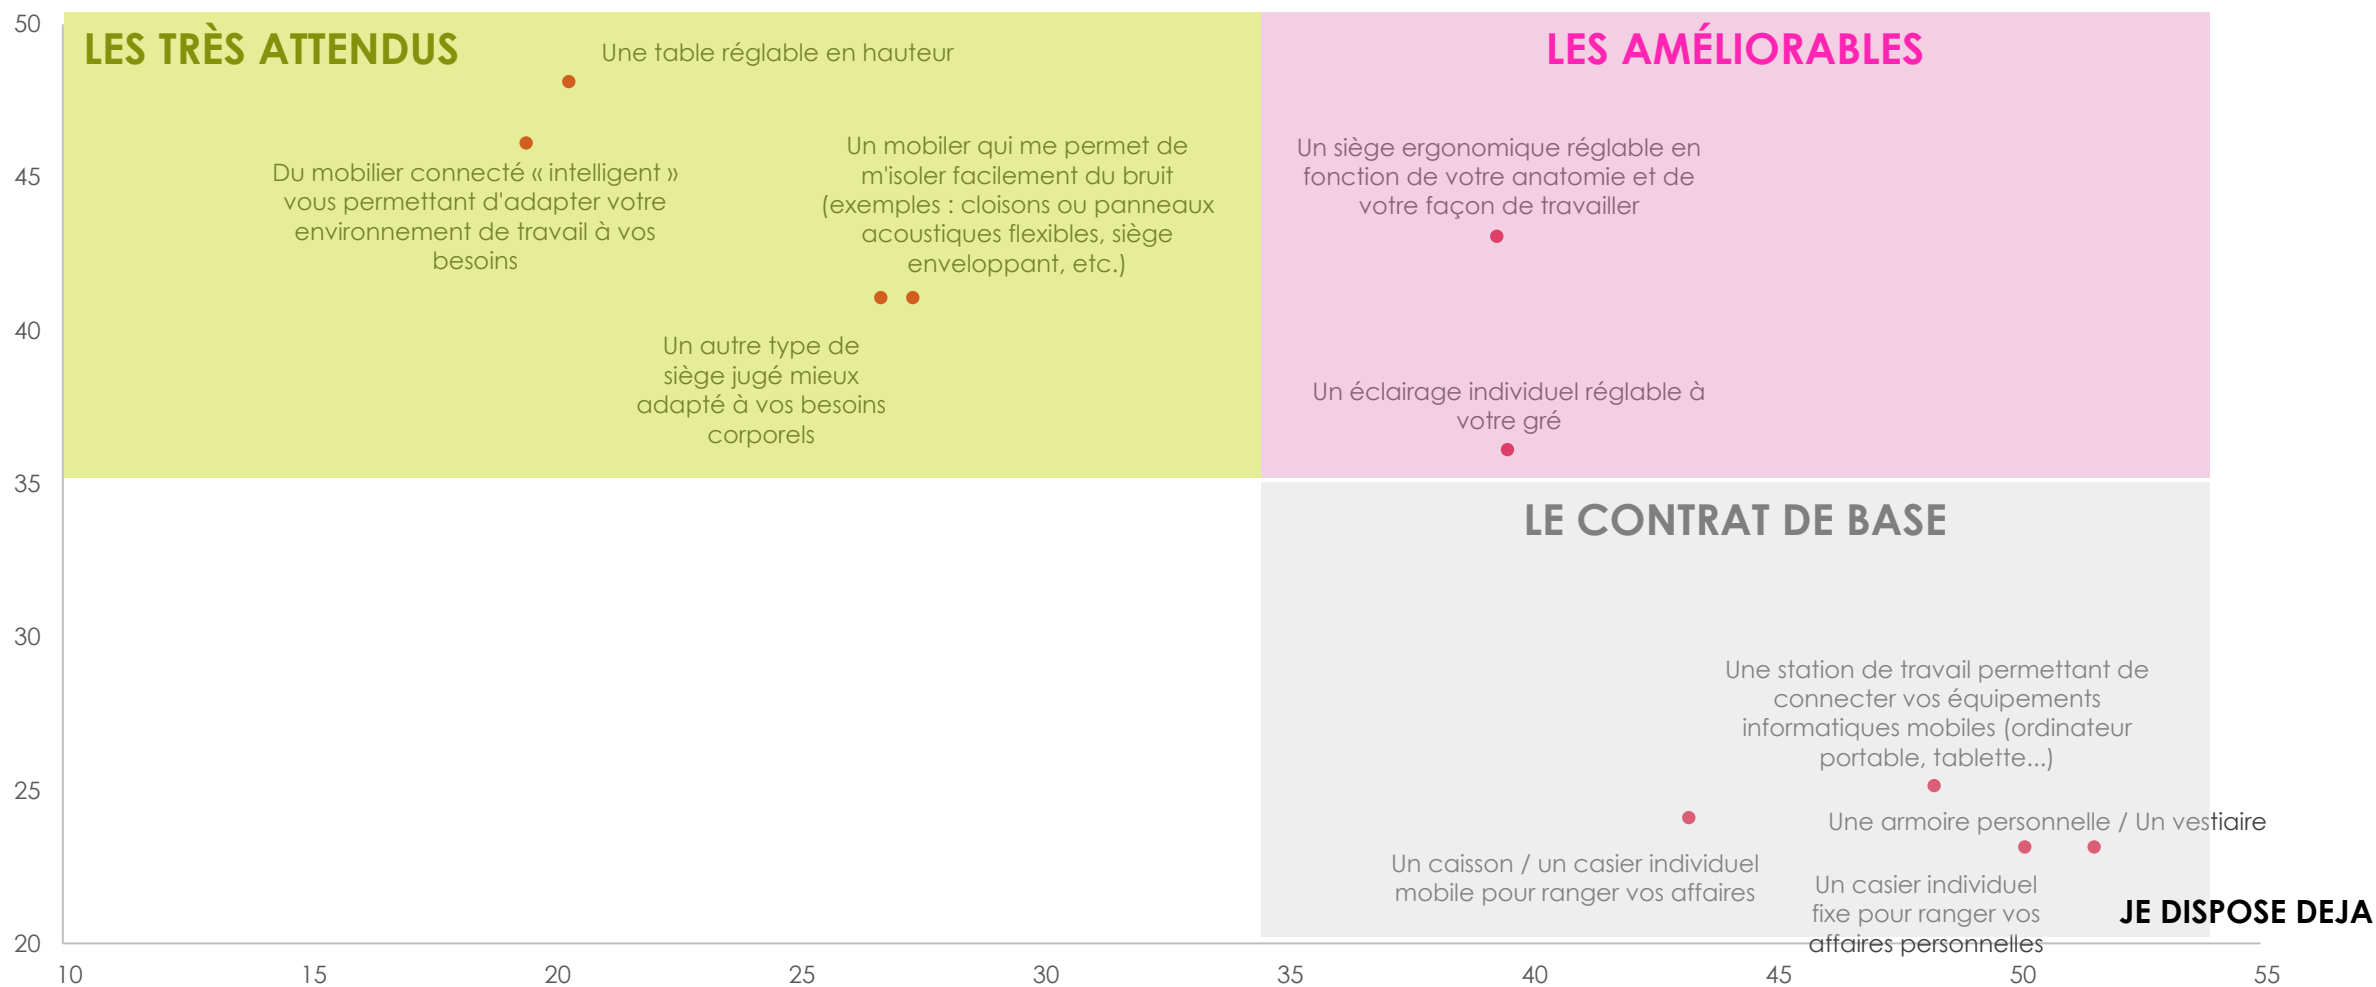 50
LES TRÈS ATTENDUS
Une table réglable en hauteur
LES AMÉLIORABLES
Du mobilier connecté « intelligent »
vous permettant d'adapter votre
environnement de travail à vos
besoins
Un mobiler qui me permet de
m'isoler facilement du bruit
(exemples : cloisons ou panneaux
acoustiques flexibles, siège
enveloppant, etc.)
Un siège ergonomique réglable en
fonction de votre anatomie et de
votre façon de travailler
45
40
Un autre type de
siège jugé mieux
adapté à vos besoins
corporels
Un éclairage individuel réglable à
votre gré
35
LE CONTRAT DE BASE
30
Une station de travail permettant de
connecter vos équipements
informatiques mobiles (ordinateur
portable, tablette...)
25
Une armoire personnelle / Un vestiaire
Un caisson / un casier individuel
mobile pour ranger vos affaires
Un casier individuel
fixe pour ranger vos
affaires personnelles
JE DISPOSE DEJA
20
10 15 20 25 30 35 40 45 50 55